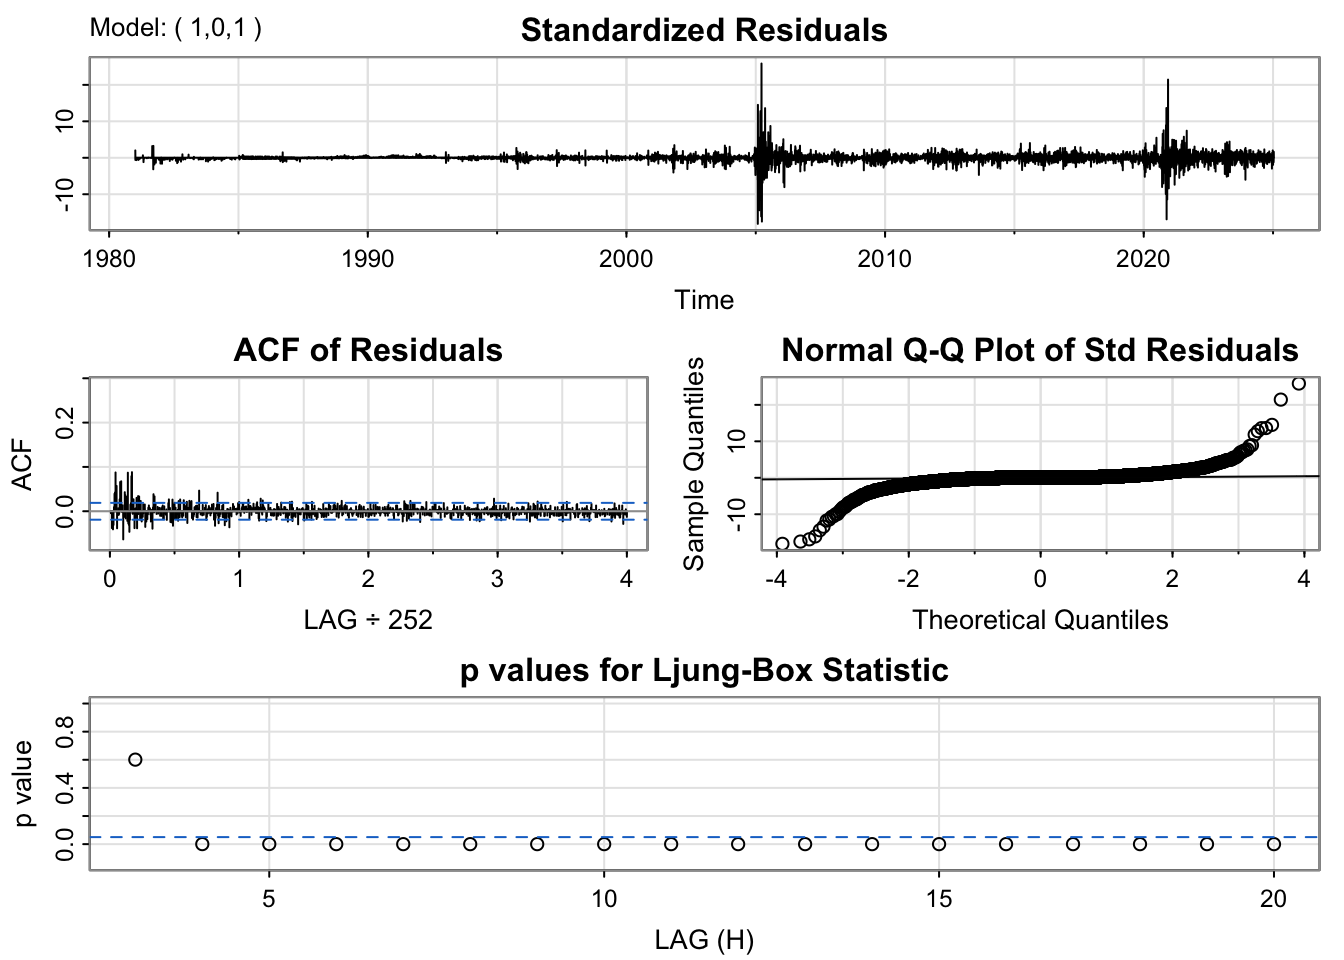 Model: ( 1,0,1 )
Standardized Residuals
10
-10
1980 1990 2000 2010 2020
Time
ACF of Residuals
ACF
0.2
0.0
0 1 2 3 4
LAG ÷ 252
Normal Q-Q Plot of Std Residuals
Sample Quantiles
10
-10
-4 -2 0 2 4
Theoretical Quantiles
p values for Ljung-Box Statistic
p value
0.8
0.4
0.0
5 10 15 20
LAG (H)